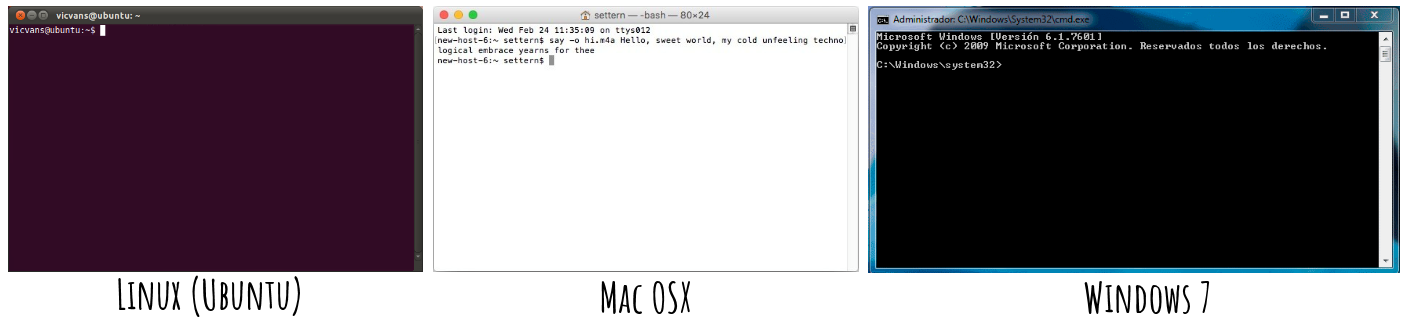 vicvans@ubuntu: ~
vicvans@ubuntu:~$
settern — -bash — 80×24
Last login: Wed Feb 24 11:35:09 on ttys012
[new-host-6:~ settern$ say -o hi.m4a Hello, sweet world, my cold unfeeling techno]
logical embrace yearns for thee
new-host-6:~ settern$
Administrador: C:\Windows\System32\cmd.exe
Microsoft Windows [Versión 6.1.7601]
Copyright (c) 2009 Microsoft Corporation. Reservados todos los derechos.
C:\Windows\system32>
Linux (Ubuntu)
Mac OSX
Windows 7